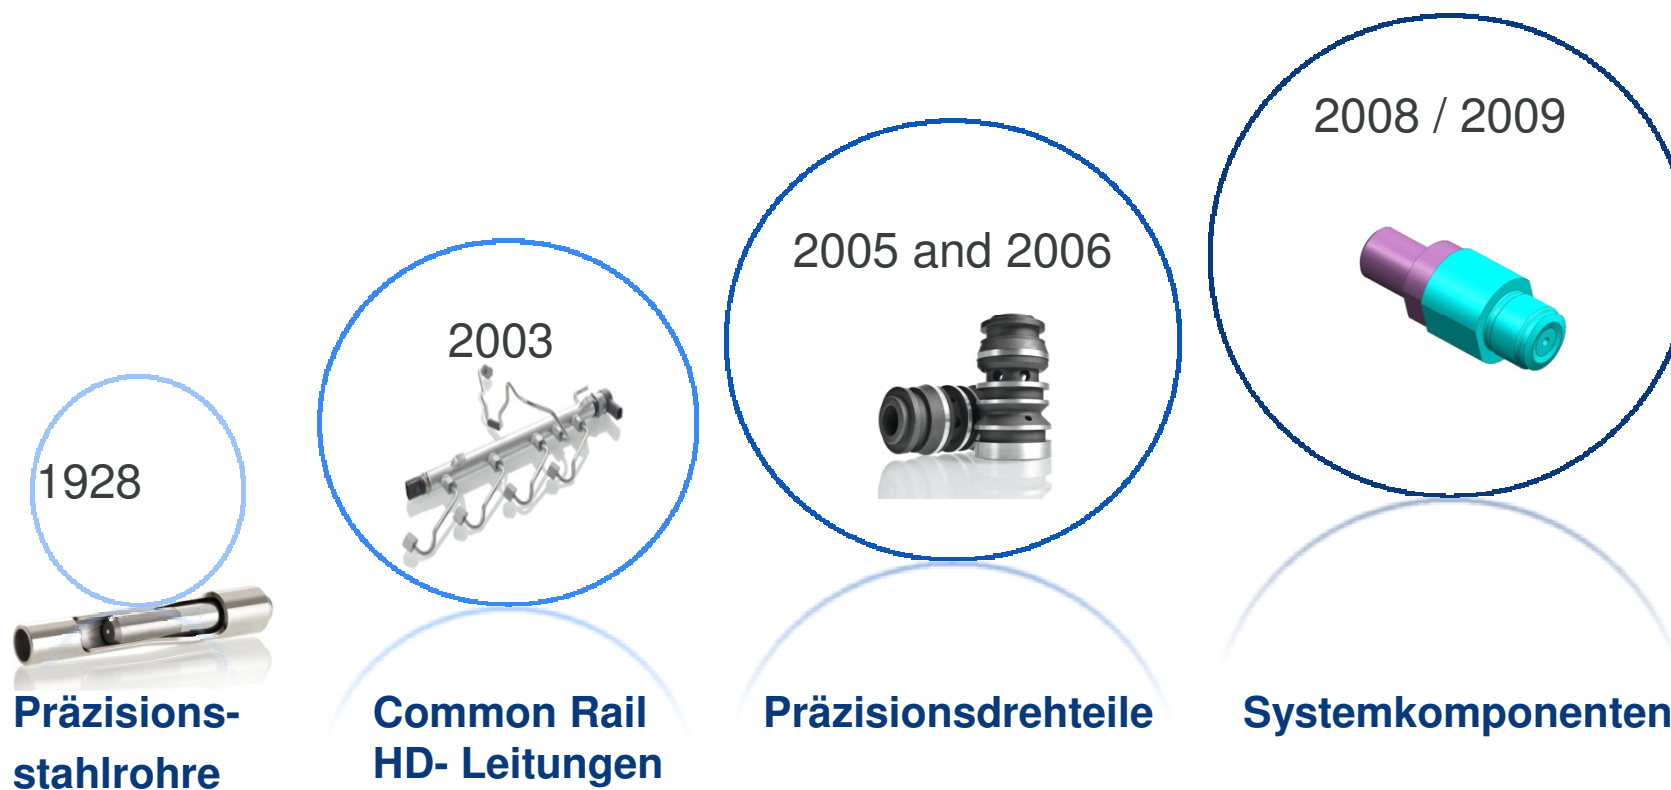 2008 / 2009
2005 and 2006
2003
1928
Präzisions-
stahlrohre
Common Rail
HD- Leitungen
Präzisionsdrehteile
Systemkomponenten